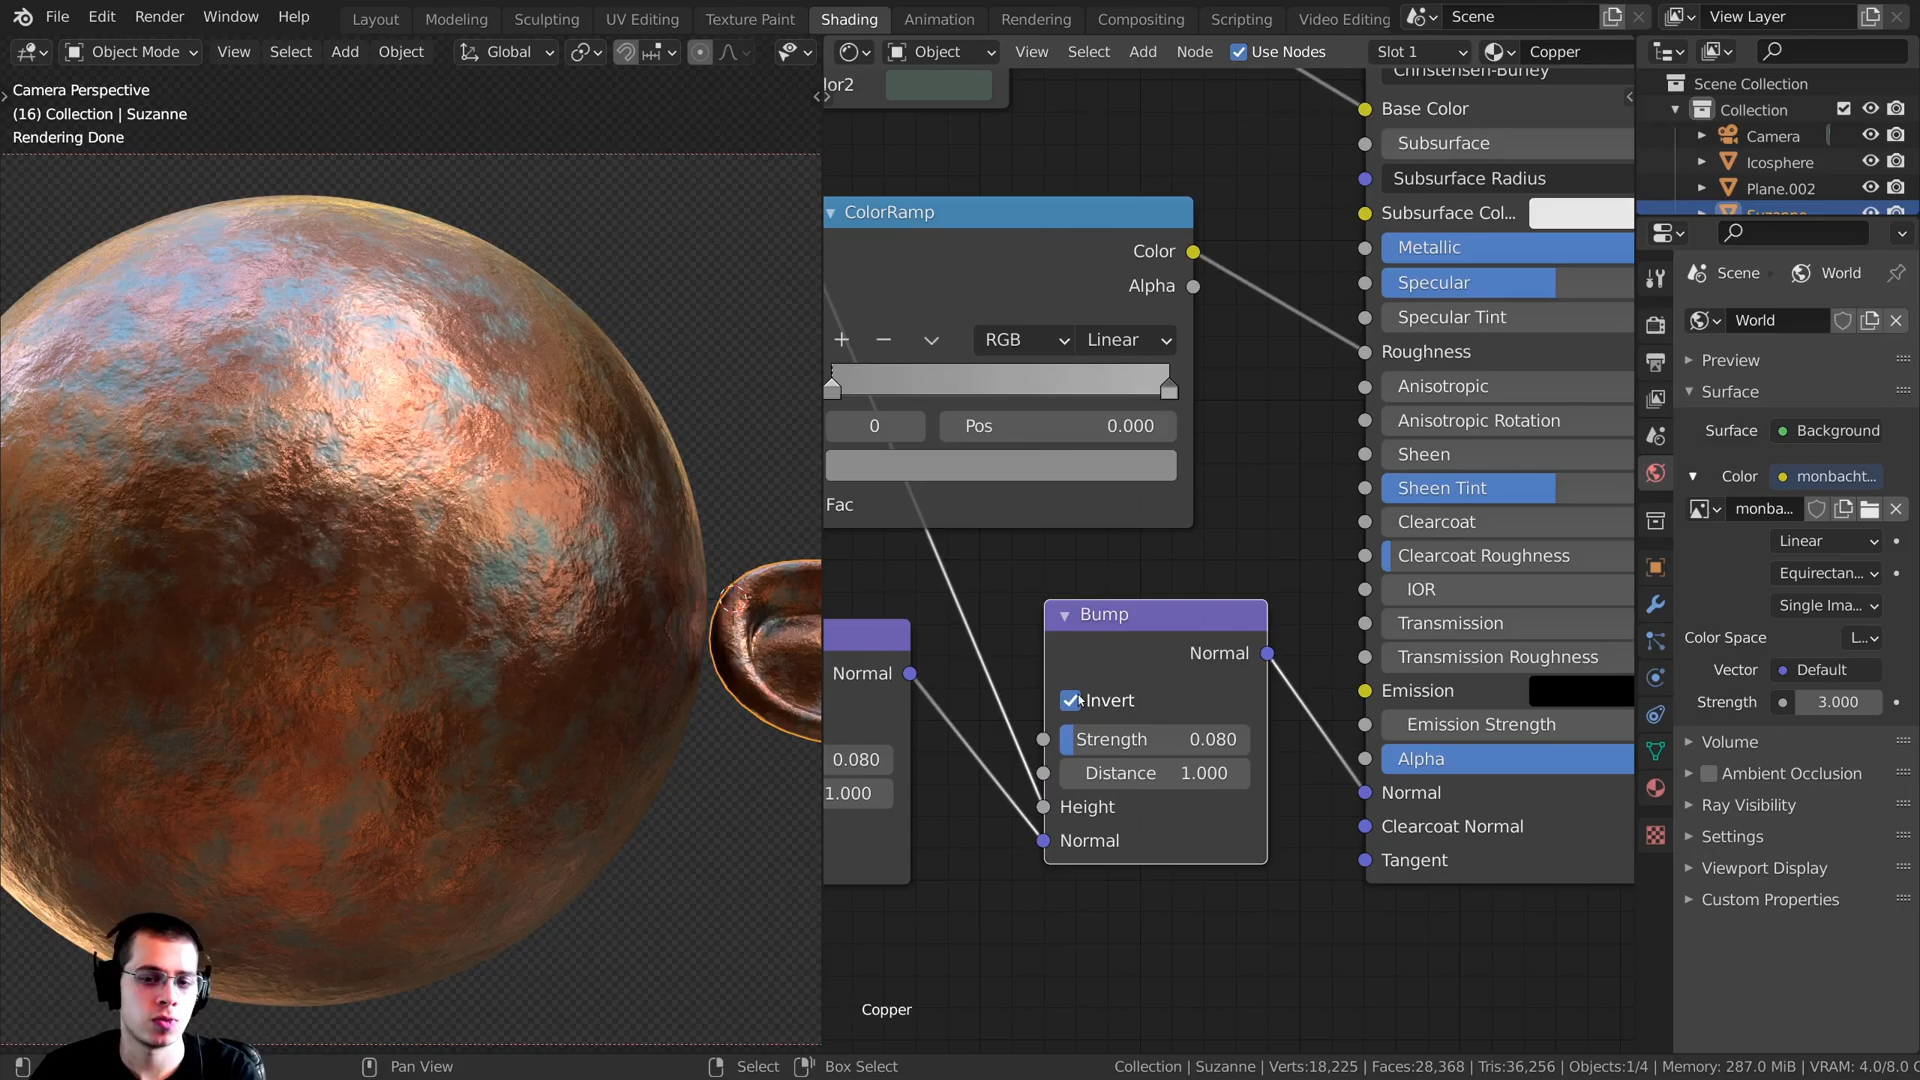 File Edit Render Window Help Layout Modeling Sculpting UV Editing Texture Paint Shading Animation Rendering Compositing Scripting Video Editing Scene View Layer
Object Mode View Select Add Object Global Object View Select Add Node Use Nodes Slot 1 Copper
Camera Perspective
(16) Collection | Suzanne
Rendering Done
lor2
ColorRamp
Color
Alpha
RGB Linear
0 Pos 0.000
Fac
Normal
0.080
1.000
Bump
Normal
Invert
Strength 0.080
Distance 1.000
Height
Normal
Copper
Christensen-Burley
Base Color
Subsurface
Subsurface Radius
Subsurface Col...
Metallic
Specular
Specular Tint
Roughness
Anisotropic
Anisotropic Rotation
Sheen
Sheen Tint
Clearcoat
Clearcoat Roughness
IOR
Transmission
Transmission Roughness
Emission
Emission Strength
Alpha
Normal
Clearcoat Normal
Tangent
Scene Collection
Collection
Camera
Icosphere
Plane.002
Suzanne
Scene World
World
Preview
Surface
Surface Background
Color monbacht...
monba...
Linear
Equirectan...
Single Ima...
Color Space L...
Vector Default
Strength 3.000
Volume
Ambient Occlusion
Ray Visibility
Settings
Viewport Display
Custom Properties
Pan View Select Box Select Collection | Suzanne | Verts:18,225 | Faces:28,368 | Tris:36,256 | Objects:1/4 | Memory: 287.0 MiB | VRAM: 4.0/8.0 G